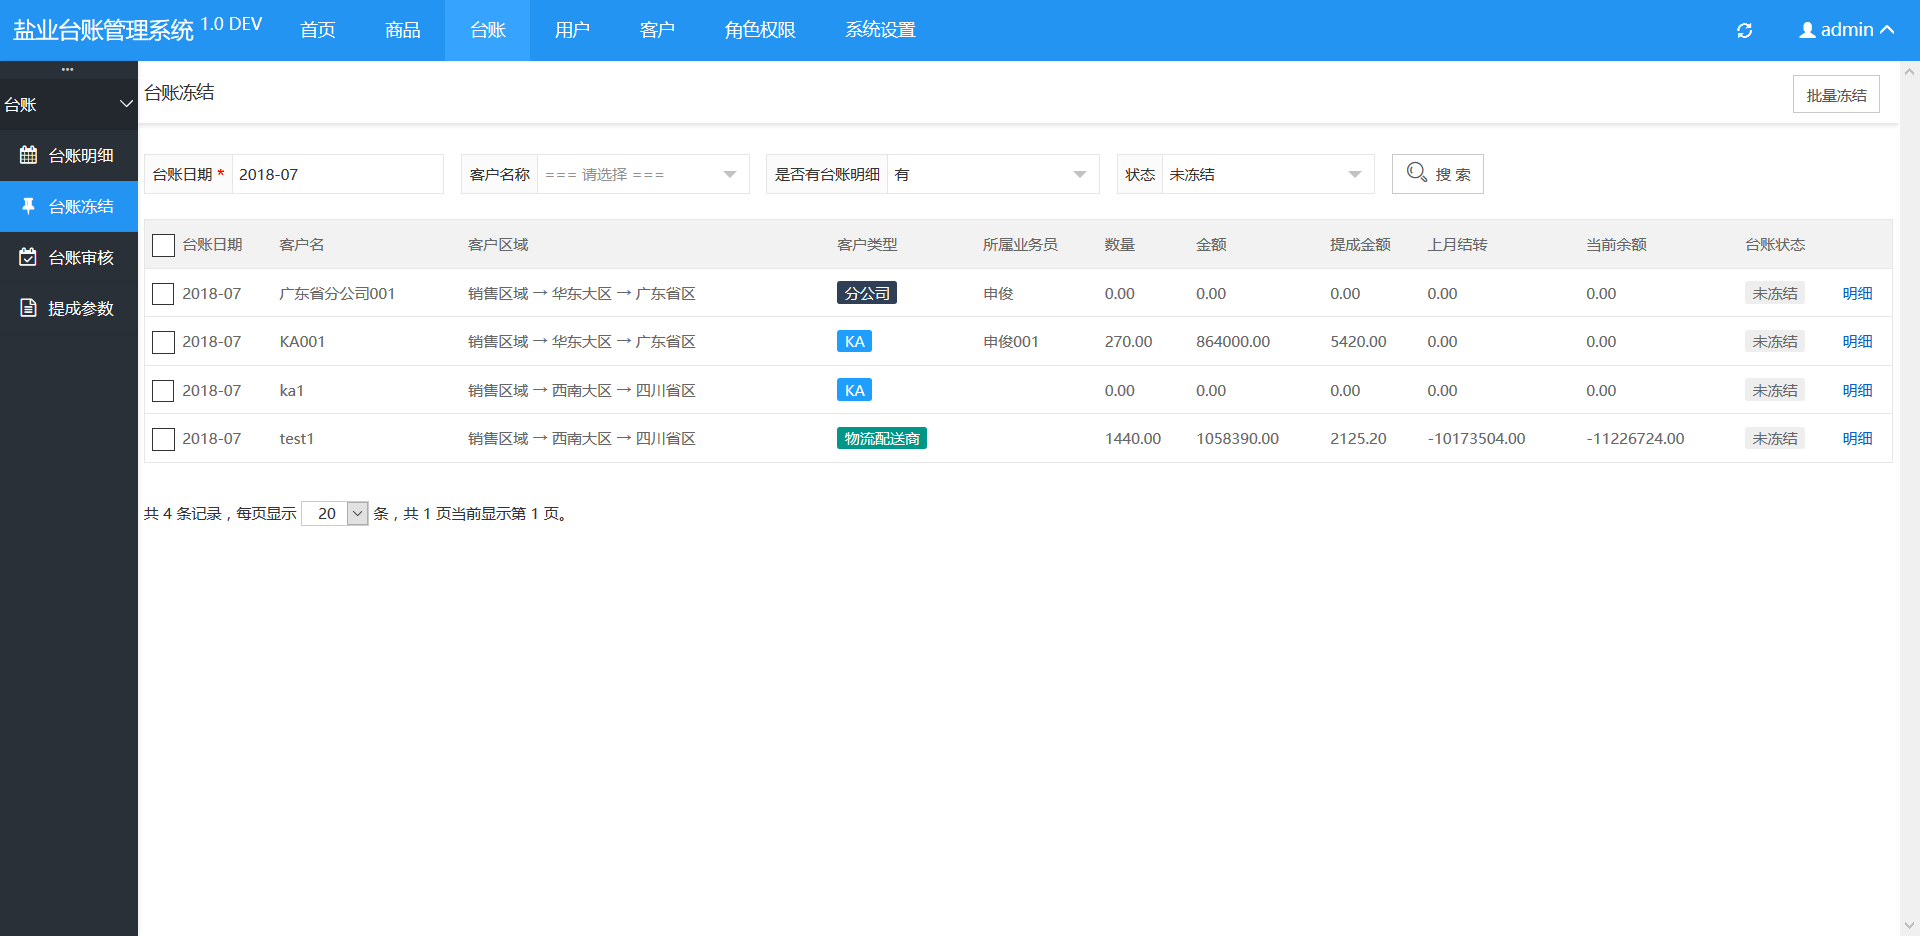 盐业台账管理系统 1.0 DEV 首页 商品 台账 用户 客户 角色权限 系统设置 admin
台账
台账明细
台账冻结
台账审核
提成参数
台账冻结 批量冻结
台账日期 * 2018-07 客户名称 === 请选择 === 是否有台账明细 有 状态 未冻结 搜 索
台账日期 客户名 客户区域 客户类型 所属业务员 数量 金额 提成金额 上月结转 当前余额 台账状态
2018-07 广东省分公司001 销售区域 → 华东大区 → 广东省区 分公司 申俊 0.00 0.00 0.00 0.00 0.00 未冻结 明细
2018-07 KA001 销售区域 → 华东大区 → 广东省区 KA 申俊001 270.00 864000.00 5420.00 0.00 0.00 未冻结 明细
2018-07 ka1 销售区域 → 西南大区 → 四川省区 KA 0.00 0.00 0.00 0.00 0.00 未冻结 明细
2018-07 test1 销售区域 → 西南大区 → 四川省区 物流配送商 1440.00 1058390.00 2125.20 -10173504.00 -11226724.00 未冻结 明细
共 4 条记录，每页显示 20 条，共 1 页当前显示第 1 页。